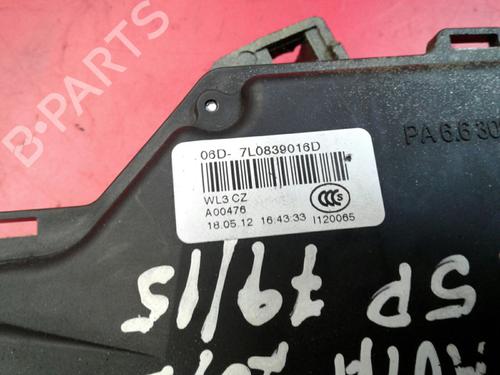 B-PARTS
PA 6.6 30
06D- 7L0839016D
WL3 CZ
A00476
18.05.12 16:43:33 I120065
CCC S
79/15
SP